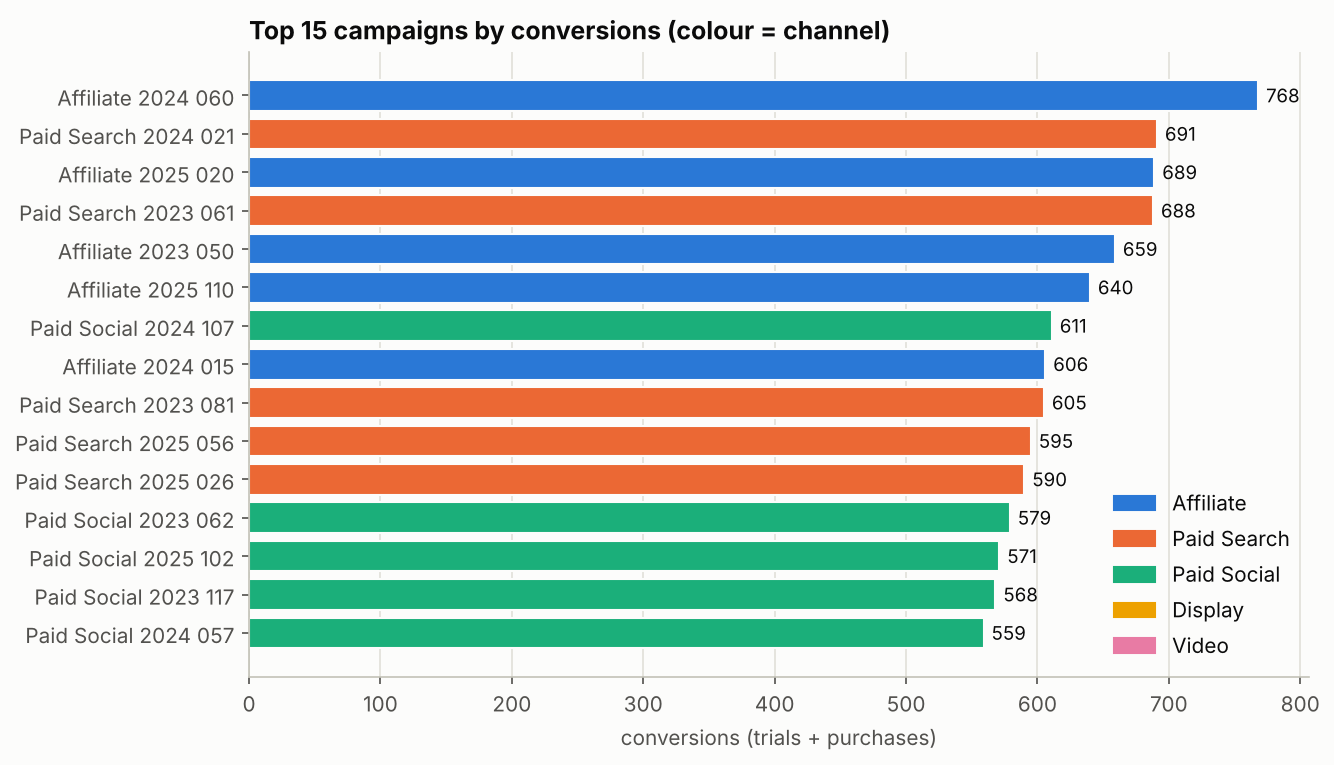 Top 15 campaigns by conversions (colour = channel)
Affiliate 2024 060 768
Paid Search 2024 021 691
Affiliate 2025 020 689
Paid Search 2023 061 688
Affiliate 2023 050 659
Affiliate 2025 110 640
Paid Social 2024 107 611
Affiliate 2024 015 606
Paid Search 2023 081 605
Paid Search 2025 056 595
Paid Search 2025 026 590
Paid Social 2023 062 579
Paid Social 2025 102 571
Paid Social 2023 117 568
Paid Social 2024 057 559
Affiliate
Paid Search
Paid Social
Display
Video
0 100 200 300 400 500 600 700 800
conversions (trials + purchases)